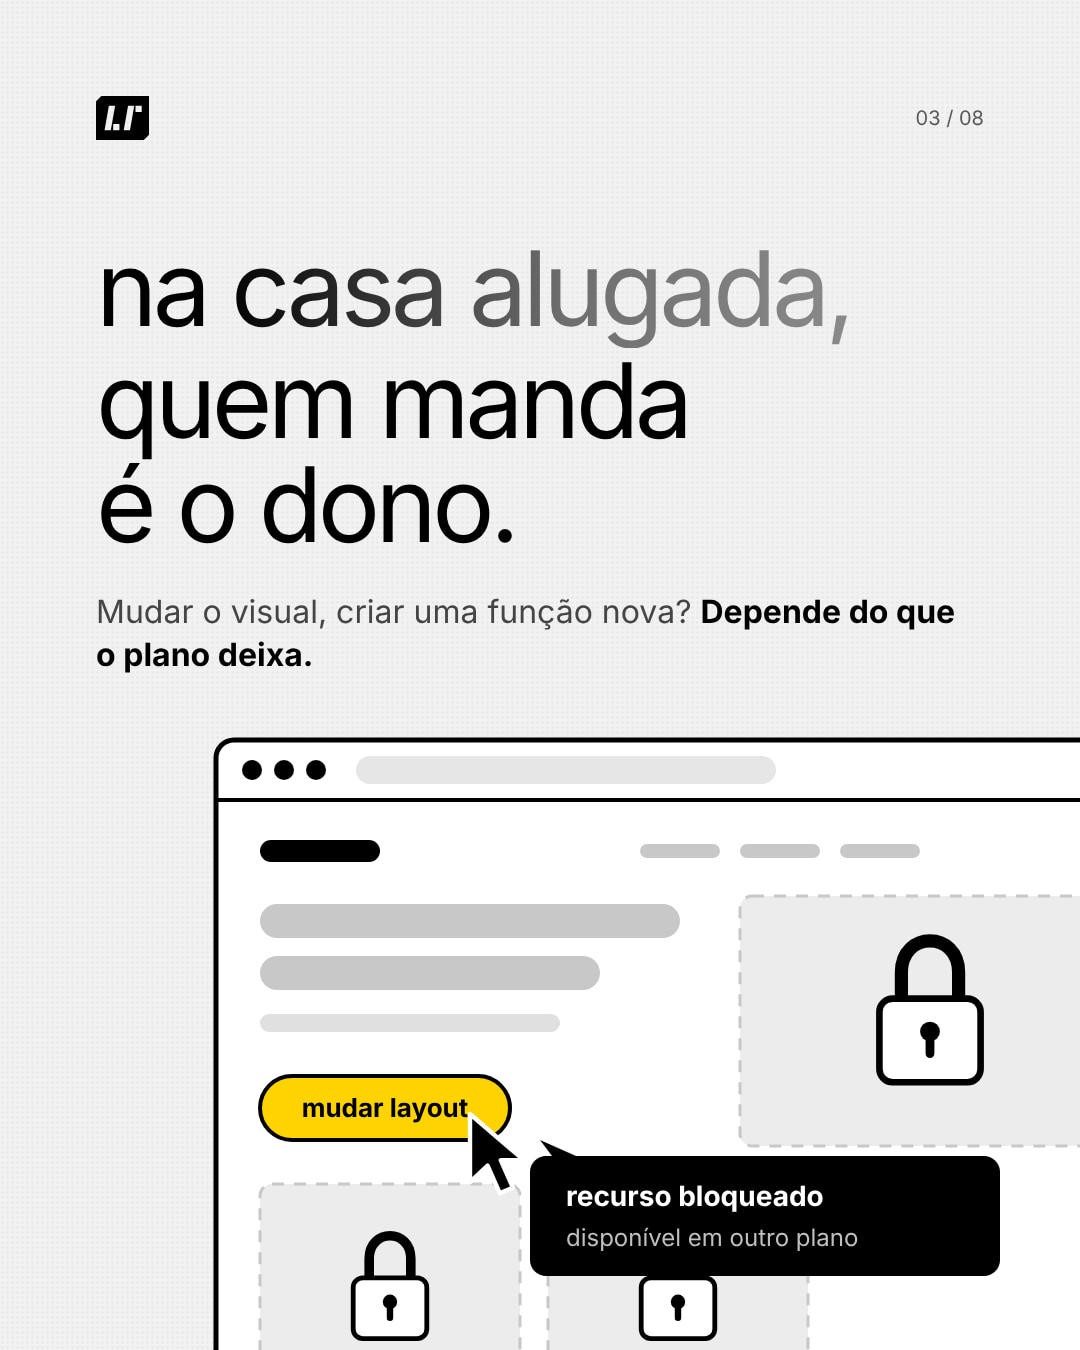 03 / 08
na casa alugada,
quem manda
é o dono.
Mudar o visual, criar uma função nova? Depende do que
o plano deixa.
mudar layout
recurso bloqueado
disponível em outro plano